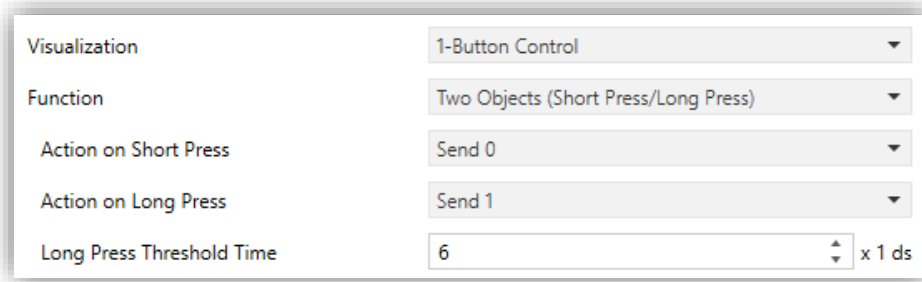 Visualization 1-Button Control
Function Two Objects (Short Press/Long Press)
Action on Short Press Send 0
Action on Long Press Send 1
Long Press Threshold Time 6 x 1 ds